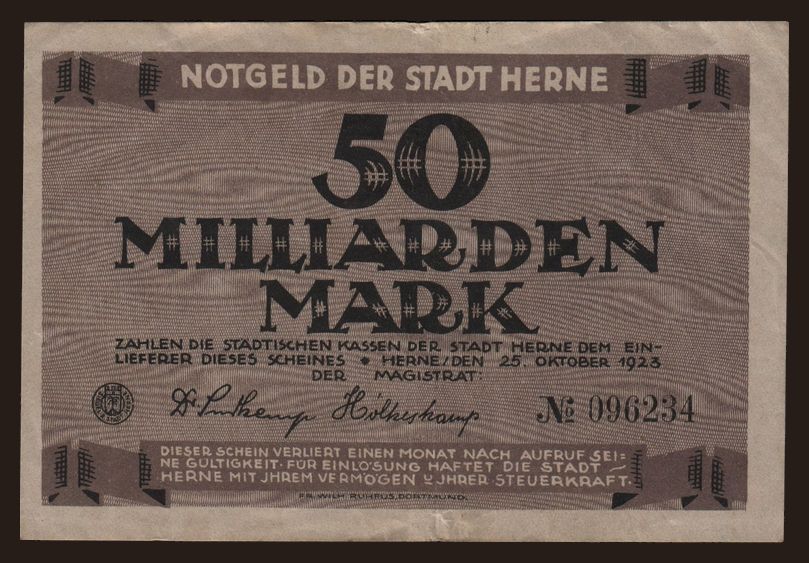 NOTGELD DER STADT HERNE
50
MILLIARDEN
MARK
ZAHLEN DIE STÄDTISCHEN KASSEN DER STADT HERNE DEM EIN-
LIEFERER DIESES SCHEINES ◆ HERNE/DEN 25. OKTOBER 1923
DER MAGISTRAT:
Hölkeskamp № 096234
DIESER SCHEIN VERLIERT EINEN MONAT NACH AUFRUF SEI=
NE GÜLTIGKEIT· FÜR EINLÖSUNG HAFTET DIE STADT ~
HERNE MIT JHREM VERMÖGEN U JHRER STEUERKRAFT·
FR. WILH. RUHFUS, DORTMUND.